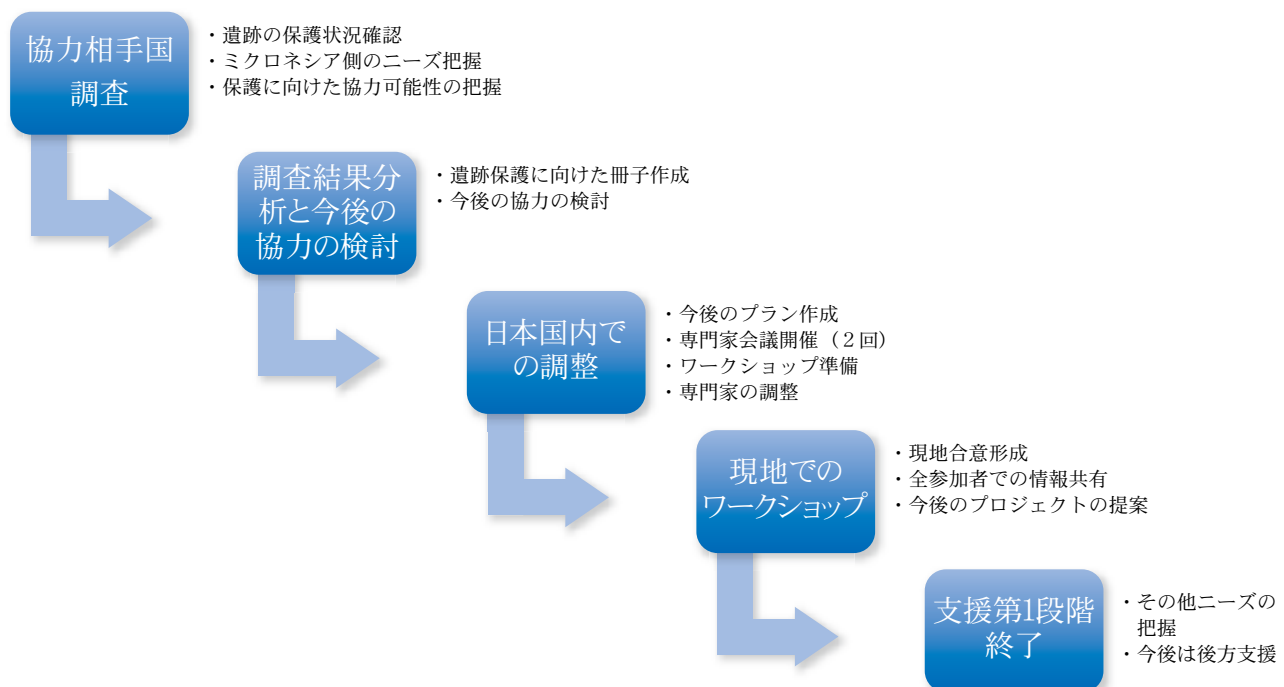 協力相手国
調査
・遺跡の保護状況確認
・ミクロネシア側のニーズ把握
・保護に向けた協力可能性の把握
調査結果分
析と今後の
協力の検討
・遺跡保護に向けた冊子作成
・今後の協力の検討
日本国内で
の調整
・今後のプラン作成
・専門家会議開催（２回）
・ワークショップ準備
・専門家の調整
現地での
ワークショップ
・現地合意形成
・全参加者での情報共有
・今後のプロジェクトの提案
支援第1段階
終了
・その他ニーズの
把握
・今後は後方支援